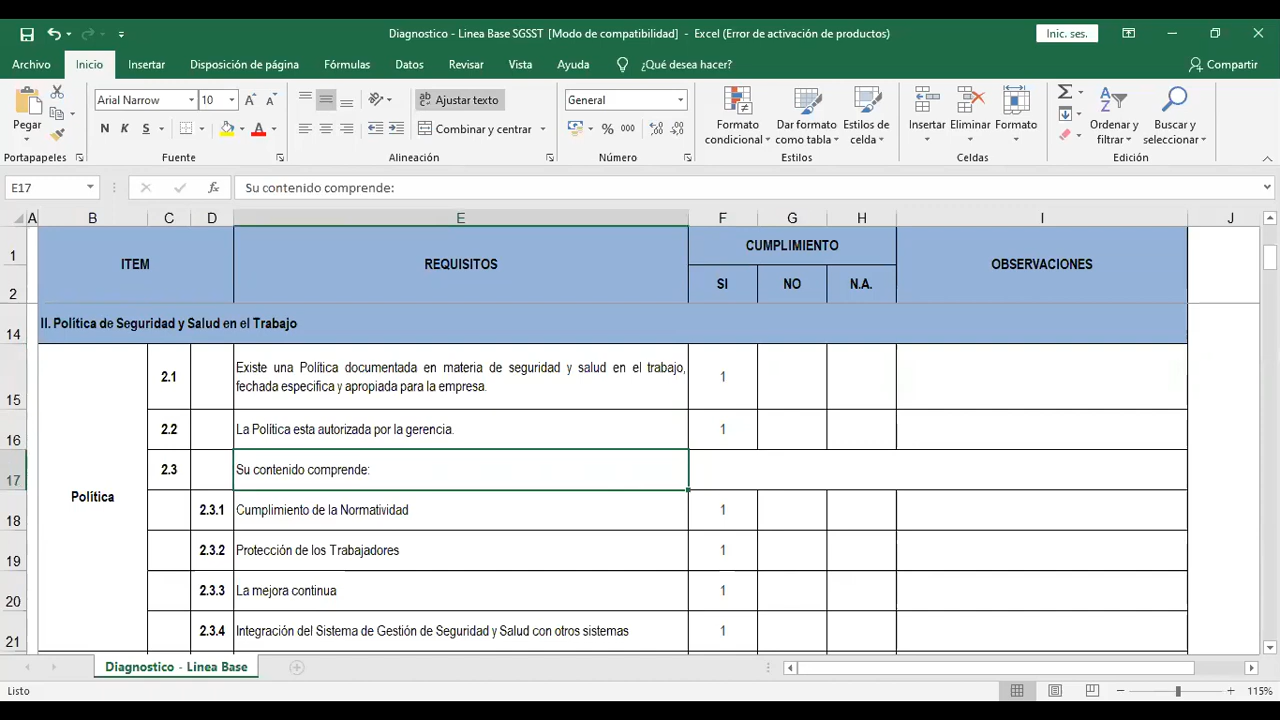 Diagnostico - Linea Base SGSST [Modo de compatibilidad] - Excel (Error de activación de productos)
Inic. ses.
Archivo Inicio Insertar Disposición de página Fórmulas Datos Revisar Vista Ayuda ¿Qué desea hacer? Compartir
Pegar
Arial Narrow 10
N K S
Ajustar texto
Combinar y centrar
General
% 000
Formato condicional
Dar formato como tabla
Estilos de celda
Insertar Eliminar Formato
Ordenar y filtrar
Buscar y seleccionar
Portapapeles Fuente Alineación Número Estilos Celdas Edición
E17 fx Su contenido comprende:
A B C D E F G H I J
1 ITEM REQUISITOS CUMPLIMIENTO OBSERVACIONES
2 SI NO N.A.
14 II. Política de Seguridad y Salud en el Trabajo
15 2.1 Existe una Política documentada en materia de seguridad y salud en el trabajo, 1
fechada especifica y apropiada para la empresa.
16 2.2 La Política esta autorizada por la gerencia. 1
17 2.3 Su contenido comprende:
Política
18 2.3.1 Cumplimiento de la Normatividad 1
19 2.3.2 Protección de los Trabajadores 1
20 2.3.3 La mejora continua 1
21 2.3.4 Integración del Sistema de Gestión de Seguridad y Salud con otros sistemas 1
Diagnostico - Linea Base
Listo 115%